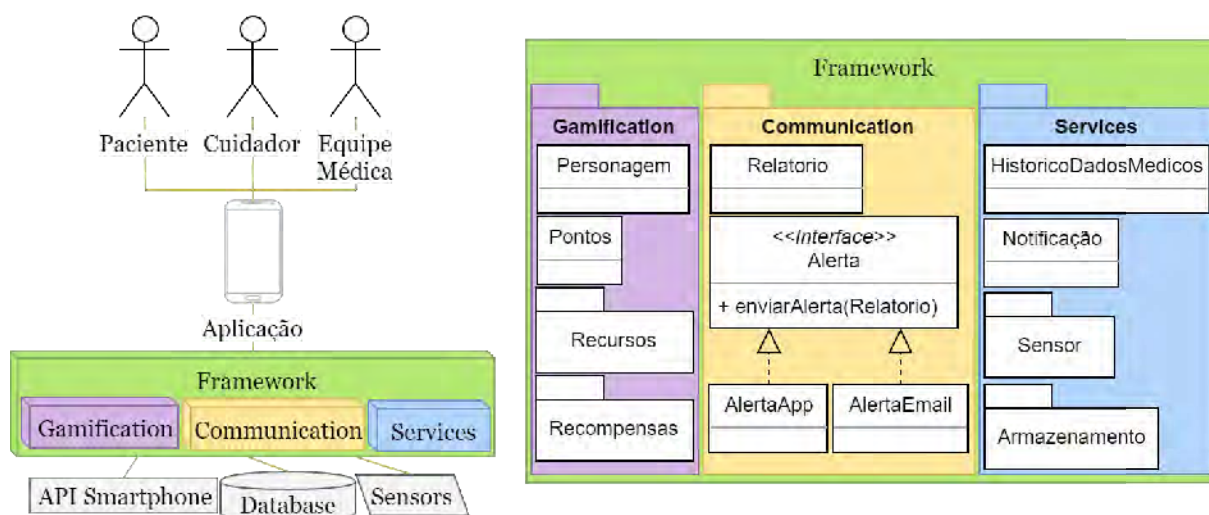 Paciente
Cuidador
Equipe
Médica
Aplicação
Framework
Gamification
Communication
Services
API Smartphone
Database
Sensors
Framework
Gamification
Personagem
Pontos
Recursos
Recompensas
Communication
Relatorio
<<Interface>>
Alerta
+ enviarAlerta(Relatorio)
AlertaApp
AlertaEmail
Services
HistoricoDadosMedicos
Notificação
Sensor
Armazenamento